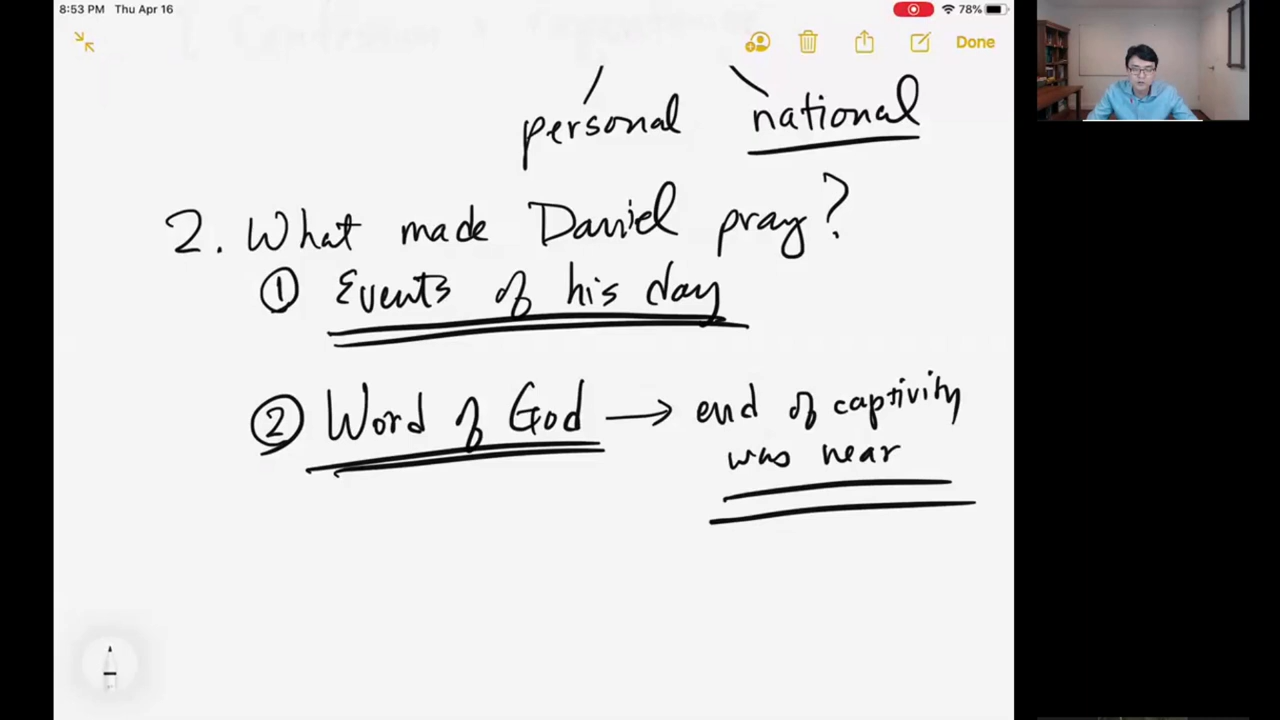 8:53 PM Thu Apr 16
78%
Done
personal national
2. What made Daniel pray?
① Events of his day
② Word of God → end of captivity
was near